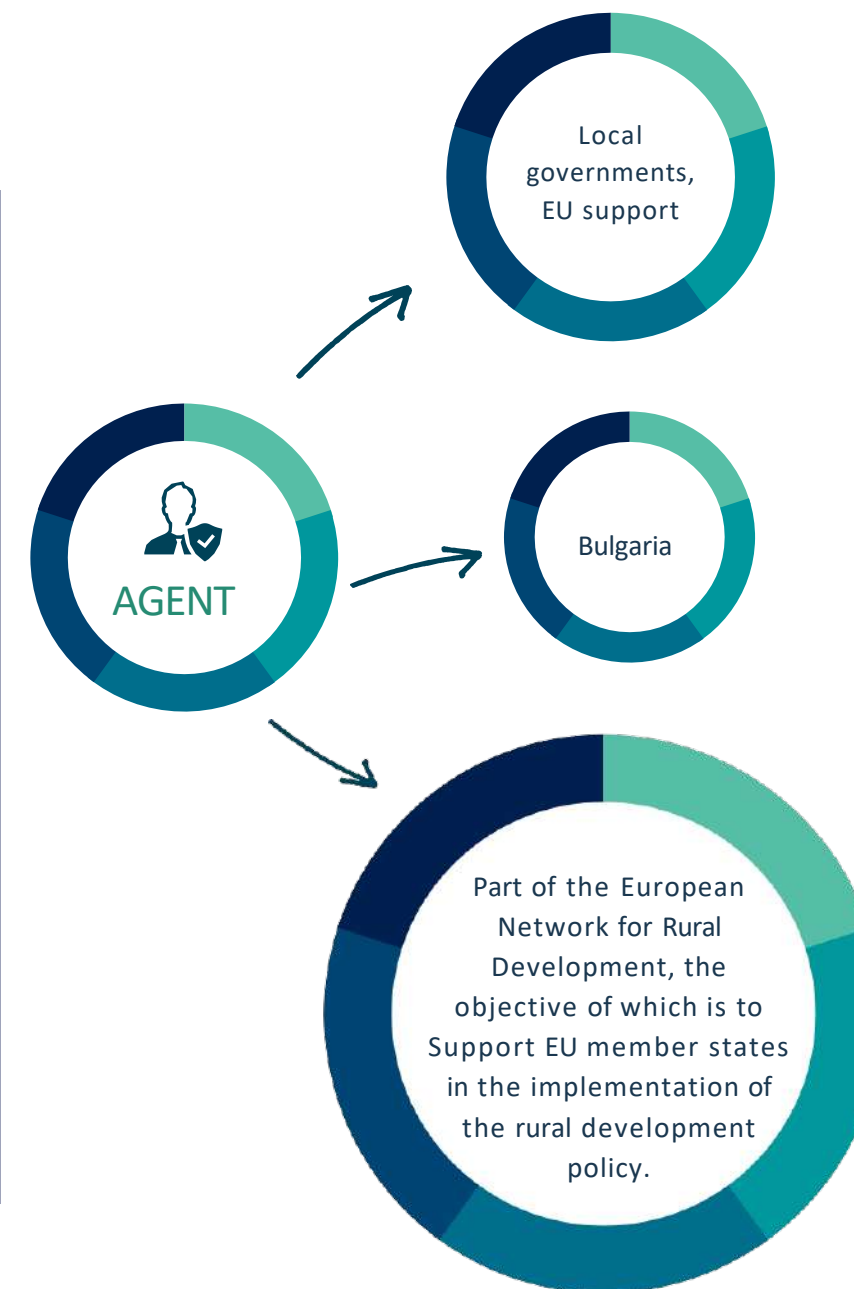 Local
governments,
EU support
AGENT
Bulgaria
Part of the European
Network for Rural
Development, the
objective of which is to
Support EU member states
in the implementation of
the rural development
policy.